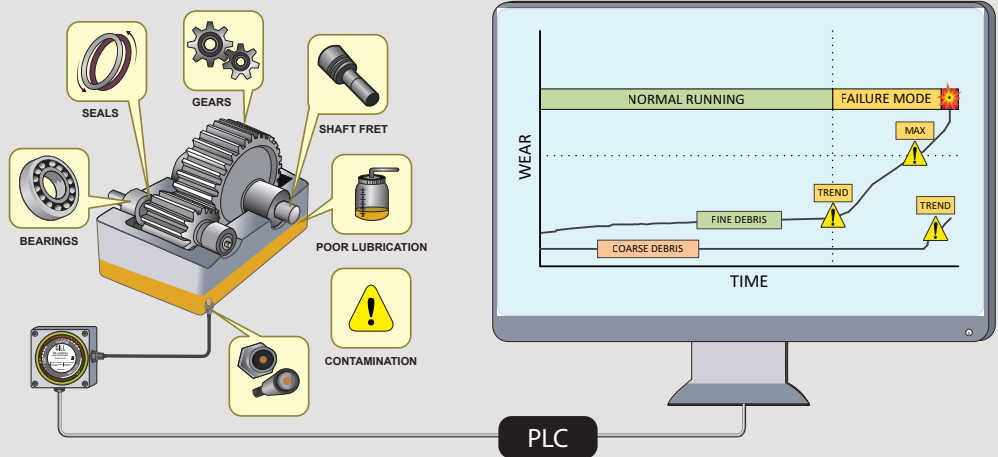 SEALS
GEARS
SHAFT FRET
BEARINGS
POOR LUBRICATION
CONTAMINATION
NORMAL RUNNING
FAILURE MODE
MAX
WEAR
TREND
TREND
FINE DEBRIS
COARSE DEBRIS
TIME
PLC